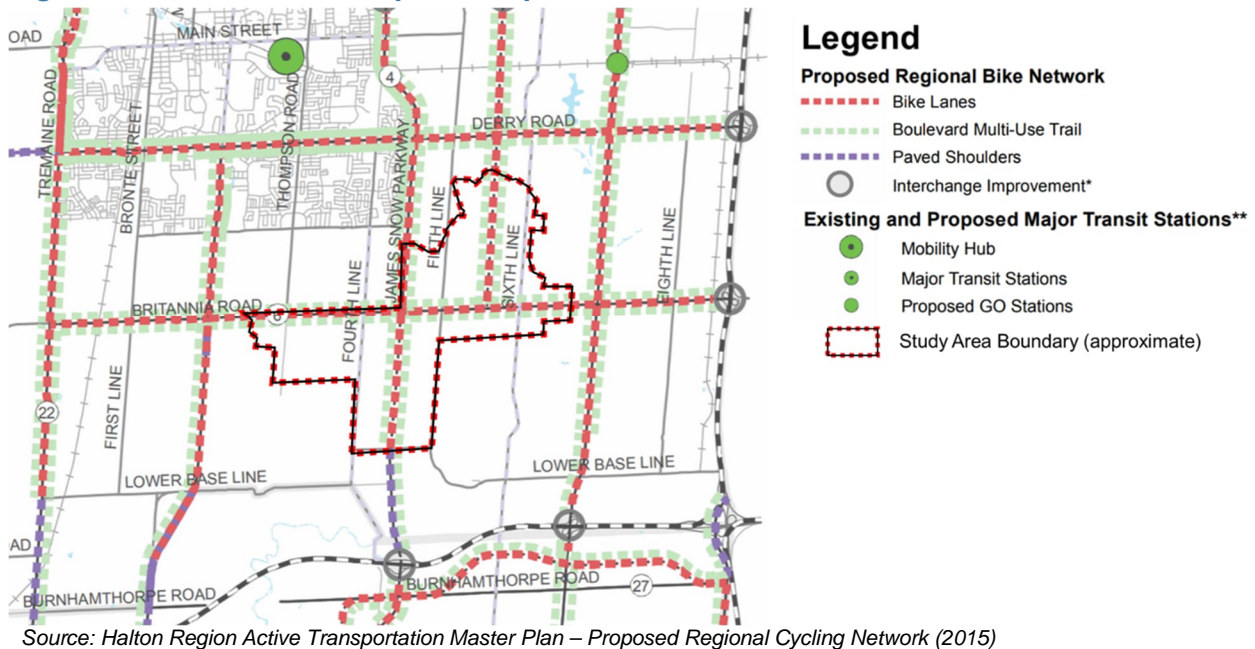 OAD
MAIN STREET
4
DERRY ROAD
TREMAINE ROAD
BRONTE STREET
THOMPSON ROAD
JAMES SNOW PARKWAY
FIFTH LINE
SIXTH LINE
EIGHTH LINE
BRITANNIA ROAD
FOURTH LINE
FIRST LINE
22
LOWER BASE LINE
LOWER BASE LINE
AD
BURNHAMTHORPE ROAD
BURNHAMTHORPE ROAD
27
Legend
Proposed Regional Bike Network
Bike Lanes
Boulevard Multi-Use Trail
Paved Shoulders
Interchange Improvement*
Existing and Proposed Major Transit Stations**
Mobility Hub
Major Transit Stations
Proposed GO Stations
Study Area Boundary (approximate)
Source: Halton Region Active Transportation Master Plan – Proposed Regional Cycling Network (2015)